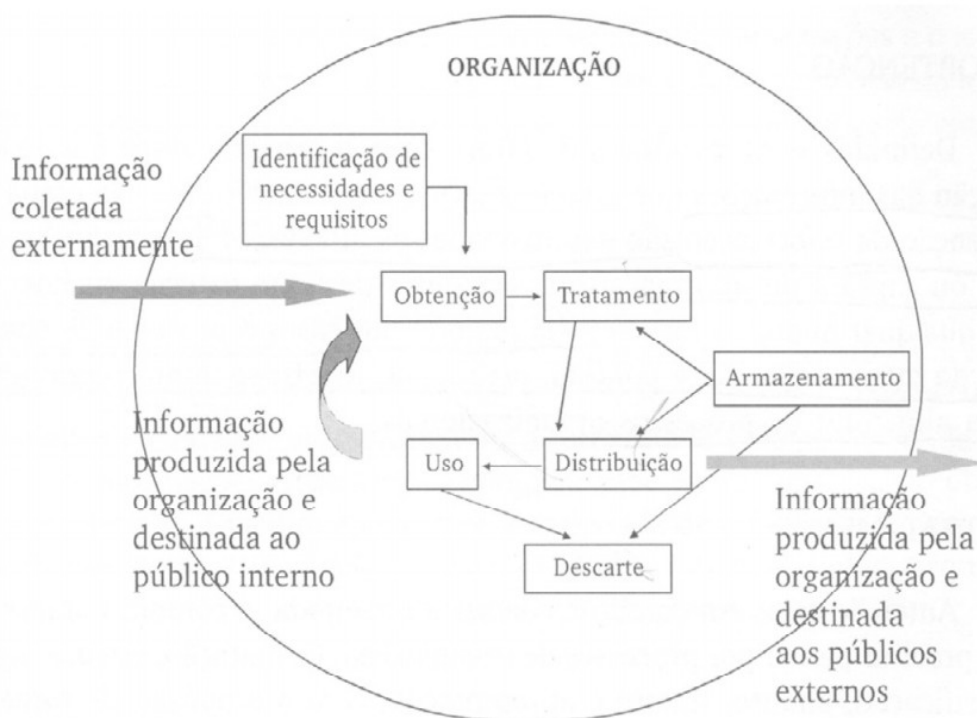 ORGANIZAÇÃO
Identificação de
necessidades e
requisitos
Informação
coletada
externamente
Obtenção
Tratamento
Armazenamento
Informação
produzida pela
organização e
destinada ao
público interno
Uso
Distribuição
Descarte
Informação
produzida pela
organização e
destinada
aos públicos
externos